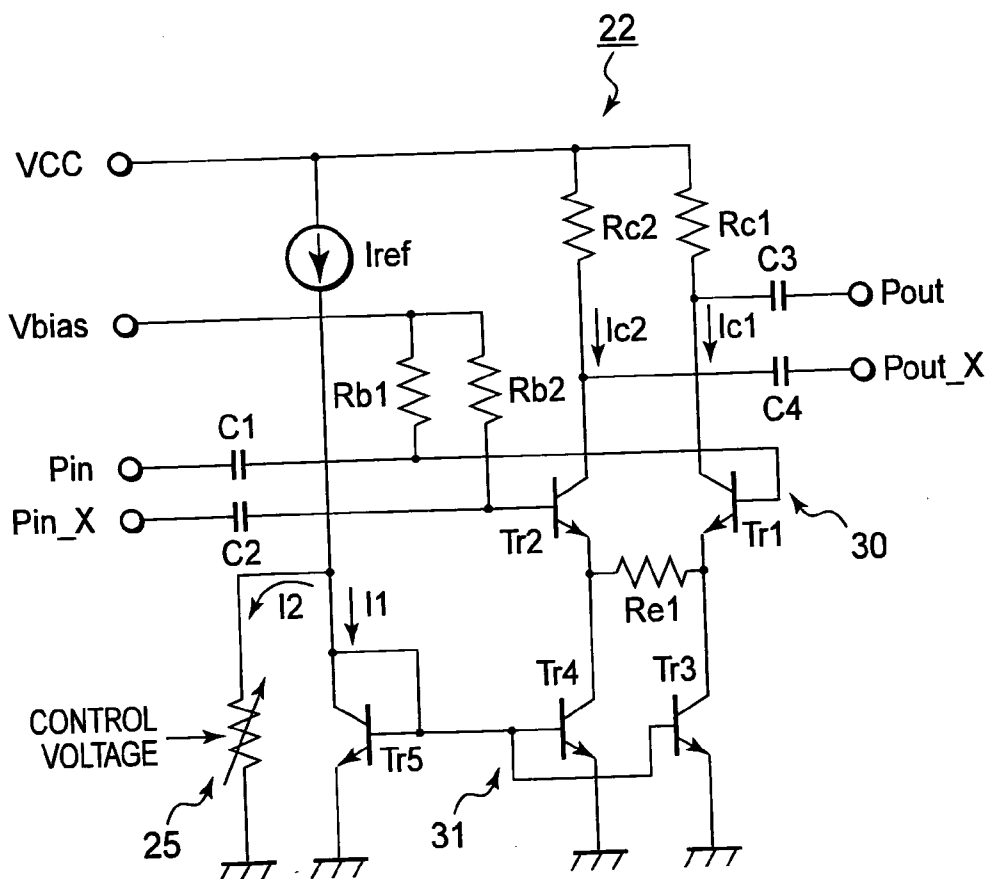 22
VCC
Iref
Rc2
Rc1
C3
Pout
Vbias
Ic2
Ic1
Rb1
Rb2
C4
Pout_X
C1
Pin
Pin_X
C2
Tr2
Tr1
30
Re1
I2
I1
Tr4
Tr3
CONTROL
VOLTAGE
Tr5
25
31